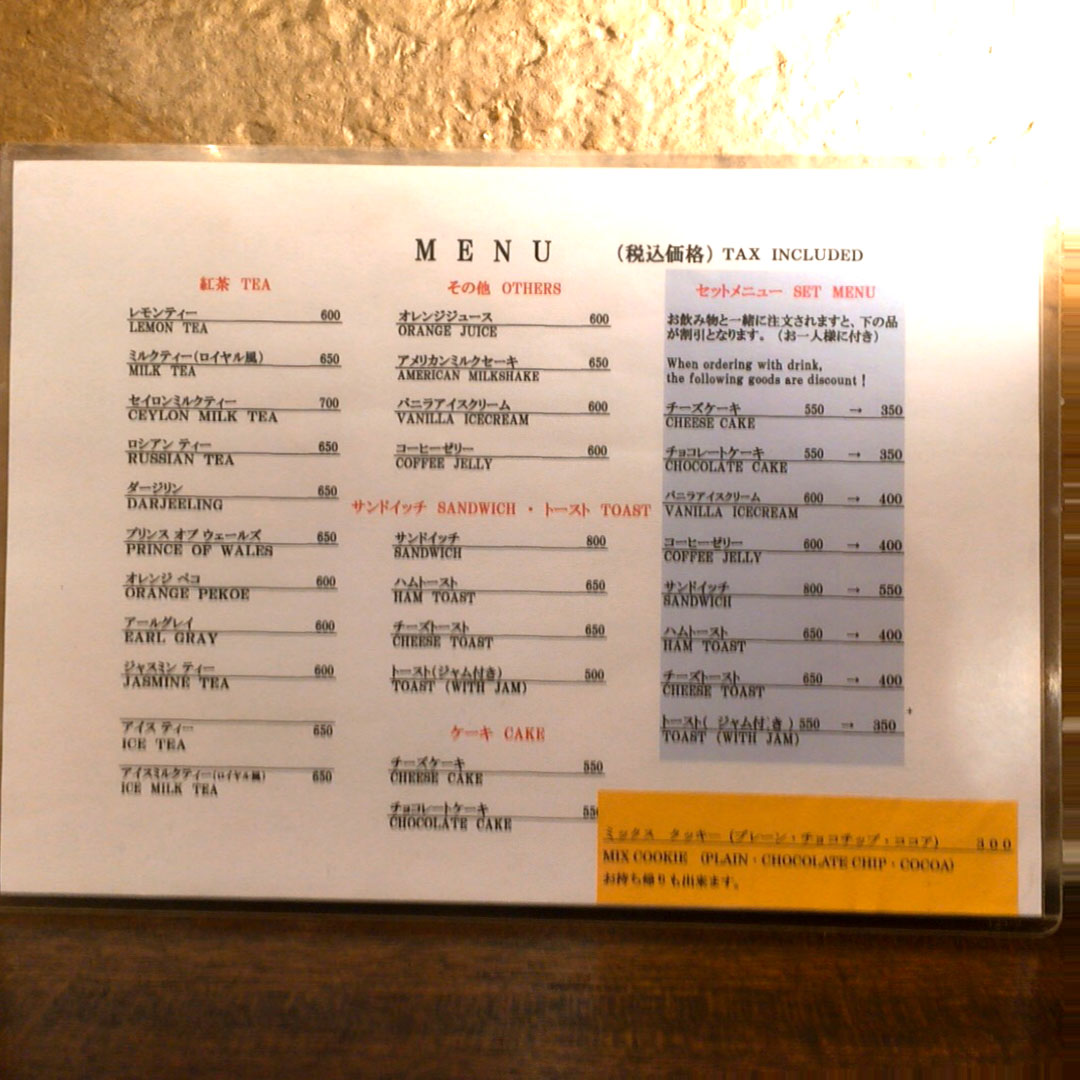 MENU (税込価格) TAX INCLUDED
紅茶 TEA
レモンティー 600
LEMON TEA
ミルクティー(ロイヤル風) 650
MILK TEA
セイロンミルクティー 700
CEYLON MILK TEA
ロシアン ティー 650
RUSSIAN TEA
ダージリン 650
DARJEELING
プリンス オブ ウェールズ 650
PRINCE OF WALES
オレンジ ペコ 600
ORANGE PEKOE
アールグレイ 600
EARL GRAY
ジャスミン ティー 600
JASMINE TEA
アイス ティー 650
ICE TEA
アイスミルクティー(ロイヤル風) 650
ICE MILK TEA
その他 OTHERS
オレンジジュース 600
ORANGE JUICE
アメリカンミルクセーキ 650
AMERICAN MILKSHAKE
バニラアイスクリーム 600
VANILLA ICECREAM
コーヒーゼリー 600
COFFEE JELLY
サンドイッチ SANDWICH ・ トースト TOAST
サンドイッチ 800
SANDWICH
ハムトースト 650
HAM TOAST
チーズトースト 650
CHEESE TOAST
トースト(ジャム付き) 500
TOAST (WITH JAM)
ケーキ CAKE
チーズケーキ 550
CHEESE CAKE
チョコレートケーキ 550
CHOCOLATE CAKE
セットメニュー SET MENU
お飲み物と一緒に注文されますと、下の品
が割引となります。(お一人様に付き)
When ordering with drink,
the following goods are discount !
チーズケーキ 550 → 350
CHEESE CAKE
チョコレートケーキ 550 → 350
CHOCOLATE CAKE
バニラアイスクリーム 600 → 400
VANILLA ICECREAM
コーヒーゼリー 600 → 400
COFFEE JELLY
サンドイッチ 800 → 550
SANDWICH
ハムトースト 650 → 400
HAM TOAST
チーズトースト 650 → 400
CHEESE TOAST
トースト( ジャム付き ) 550 → 350
TOAST (WITH JAM)
ミックス クッキー (プレーン・チョコチップ・ココア) 300
MIX COOKIE (PLAIN・CHOCOLATE CHIP・COCOA)
お持ち帰りも出来ます。